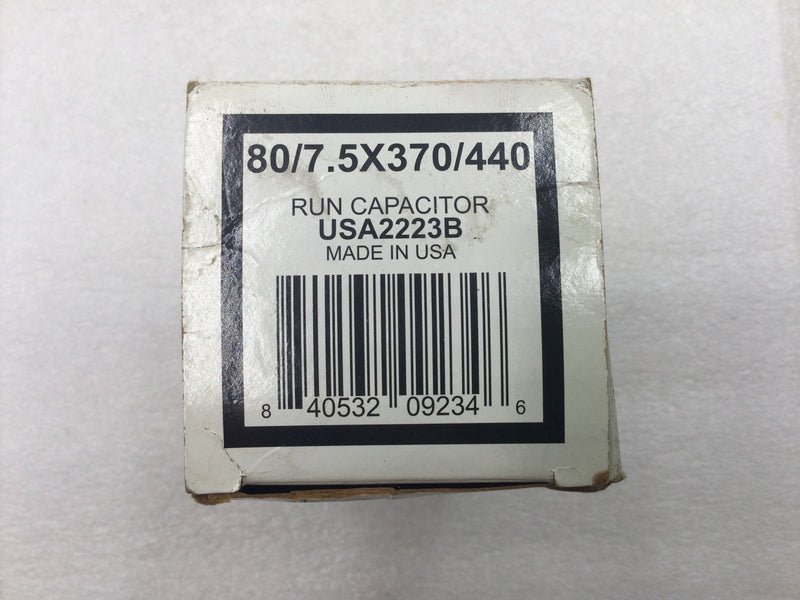 80/7.5X370/440
RUN CAPACITOR
USA2223B
MADE IN USA
8 40532 09234 6